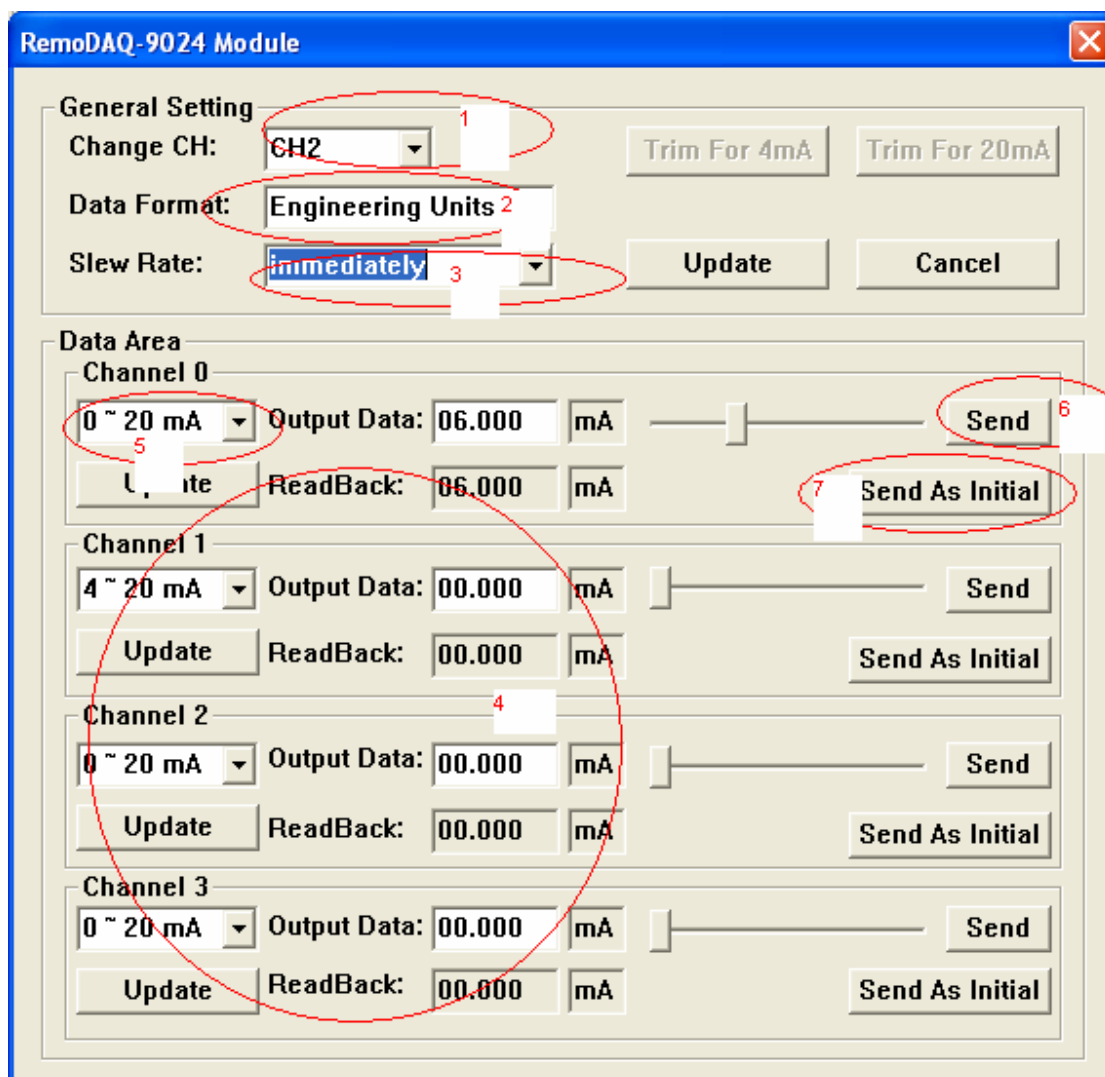 RemoDAQ-9024 Module
General Setting
1
Change CH: CH2 Trim For 4mA Trim For 20mA
Data Format: Engineering Units 2
Slew Rate: immediately 3 Update Cancel
Data Area
Channel 0
0 ~ 20 mA Output Data: 06.000 mA Send 6
5
ReadBack: 06.000 mA 7 Send As Initial
Channel 1
4 ~ 20 mA Output Data: 00.000 mA Send
Update ReadBack: 00.000 mA Send As Initial
4
Channel 2
0 ~ 20 mA Output Data: 00.000 mA Send
Update ReadBack: 00.000 mA Send As Initial
Channel 3
0 ~ 20 mA Output Data: 00.000 mA Send
Update ReadBack: 00.000 mA Send As Initial